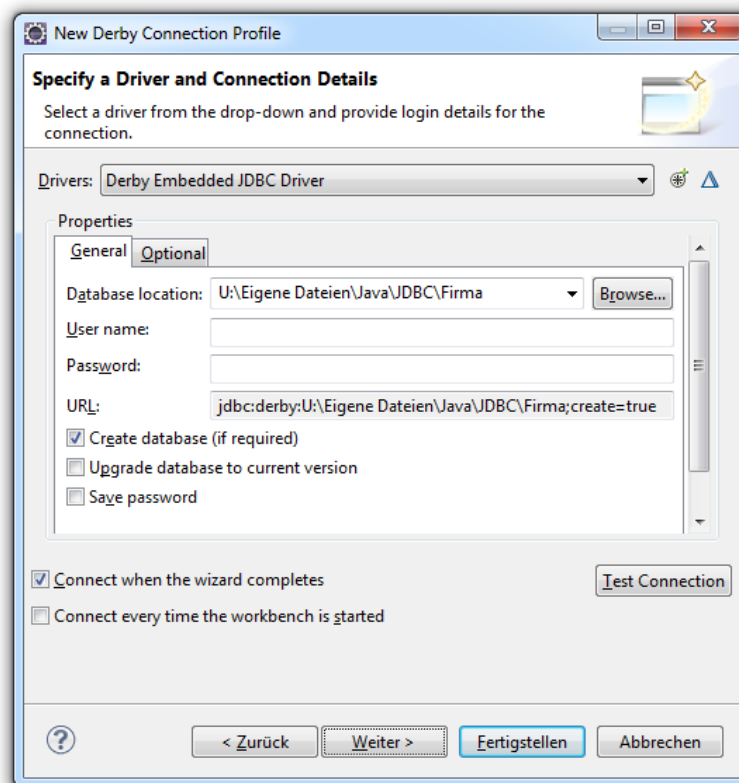 New Derby Connection Profile
Specify a Driver and Connection Details
Select a driver from the drop-down and provide login details for the
connection.
Drivers: Derby Embedded JDBC Driver
Properties
General Optional
Database location: U:\Eigene Dateien\Java\JDBC\Firma Browse...
User name:
Password:
URL: jdbc:derby:U:\Eigene Dateien\Java\JDBC\Firma;create=true
Create database (if required)
Upgrade database to current version
Save password
Connect when the wizard completes Test Connection
Connect every time the workbench is started
? < Zurück Weiter > Fertigstellen Abbrechen